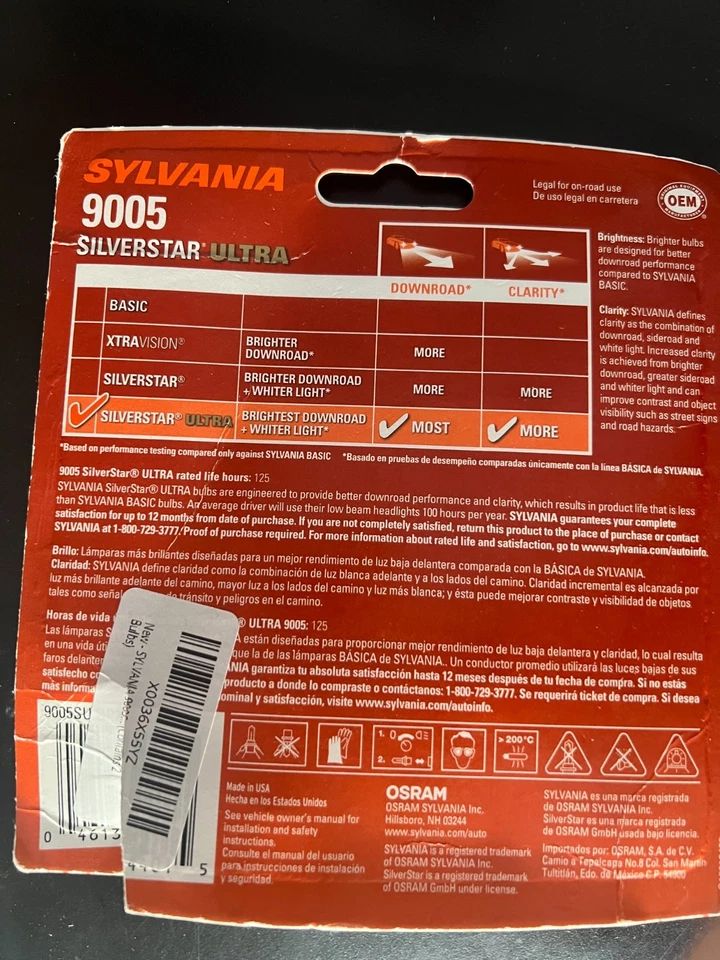 SYLVANIA
9005
SILVERSTAR® ULTRA
Legal for on-road use
De uso legal en carretera
ORIGINAL EQUIPMENT
OEM
MANUFACTURER
DOWNROAD* CLARITY*
BASIC
XTRAVISION® BRIGHTER
DOWNROAD* MORE
SILVERSTAR® BRIGHTER DOWNROAD
+WHITER LIGHT* MORE MORE
SILVERSTAR® ULTRA BRIGHTEST DOWNROAD
+ WHITER LIGHT* MOST MORE
Brightness: Brighter bulbs
are designed for better
downroad performance
compared to SYLVANIA
BASIC.
Clarity: SYLVANIA defines
clarity as the combination of
downroad, sideroad and
white light. Increased clarity
is achieved from brighter
downroad, greater sideroad
and whiter light and can
improve contrast and object
visibility such as street signs
and road hazards.
*Based on performance testing compared only against SYLVANIA BASIC *Basado en pruebas de desempeño comparadas únicamente con la línea BÁSICA de SYLVANIA.
9005 SilverStar® ULTRA rated life hours: 125
SYLVANIA SilverStar® ULTRA bulbs are engineered to provide better downroad performance and clarity, which results in product life that is less
than SYLVANIA BASIC bulbs. An average driver will use their low beam headlights 100 hours per year. SYLVANIA guarantees your complete
satisfaction for up to 12 months from date of purchase. If you are not completely satisfied, return this product to the place of purchase or contact
SYLVANIA at 1-800-729-3777. Proof of purchase required. For more information about rated life and satisfaction, go to www.sylvania.com/autoinfo.
Brillo: Lámparas más brillantes diseñadas para un mejor rendimiento de luz baja delantera comparada con la BÁSICA de SYLVANIA.
Claridad: SYLVANIA define claridad como la combinación de luz blanca adelante y a los lados del camino. Claridad incremental es alcanzada por
luz más brillante adelante del camino, mayor luz a los lados del camino y luz más blanca; y ésta puede mejorar contraste y visibilidad de objetos
tales como señal de tránsito y peligros en el camino.
Horas de vida ® ULTRA 9005: 125
Las lámparas S están diseñadas para proporcionar mejor rendimiento de luz baja delantera y claridad, lo cual resulta
en una vida úti que la de las lámparas BÁSICA de SYLVANIA.. Un conductor promedio utilizará las luces bajas de sus
faros delanter ANIA garantiza tu absoluta satisfacción hasta 12 meses después de tu fecha de compra. Si no estás
satisfecho co producto a donde lo compraste o contáctanos: 1-800-729-3777. Se requerirá ticket de compra. Si desea
más informa ominal y satisfacción, visite www.sylvania.com/autoinfo.
New - SYLVANIA
Bulbs)
X0036X55YZ
9005SU
0 4613
5
1. 0
2.
>200°C
Made in USA
Hecha en los Estados Unidos
See vehicle owner's manual for
installation and safety
instructions.
Consulte el manual del usuario
para instrucciones de instalación
y seguridad.
OSRAM
OSRAM SYLVANIA Inc.
Hillsboro, NH 03244
www.sylvania.com/auto
SYLVANIA is a registered trademark
of OSRAM SYLVANIA Inc.
SilverStar is a registered trademark
of OSRAM GmbH under license.
SYLVANIA es una marca registrada
de OSRAM SYLVANIA Inc.
SilverStar es una marca registrada
de OSRAM GmbH usada bajo licencia.
Importados por: OSRAM, S.A. de C.V.
Camio a Tepalcapa No.8 Col. San Martín
Tultitlán, Edo. de México C.P. 54900